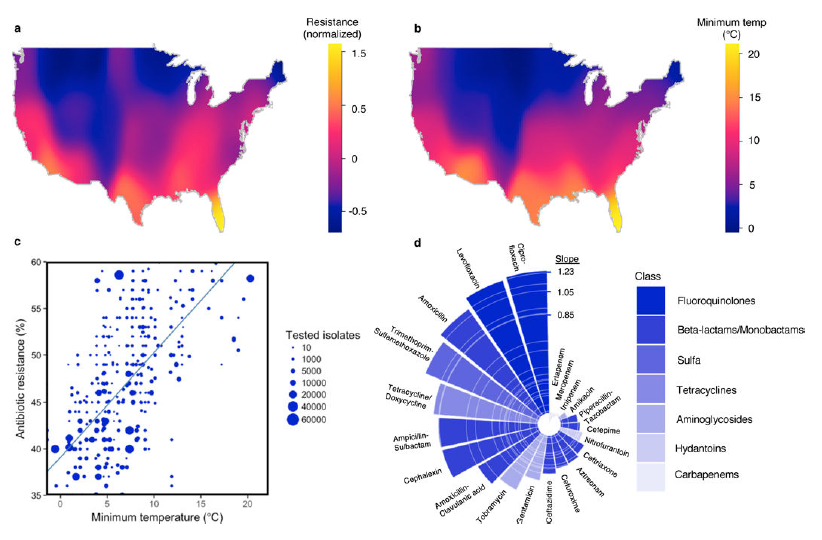 a
Resistance
(normalized)
1.5
0.5
0
-0.5
b
Minimum temp
(°C)
20
15
10
5
0
c
60
55
50
45
40
35
0
5
10
15
20
Antibiotic resistance (%)
Minimum temperature (°C)
Tested isolates
10
1000
5000
10000
20000
40000
60000
d
Slope
1.23
1.05
0.85
Cipro-
floxacin
Levofloxacin
Amoxicillin
Trimethoprim-
Sulfamethoxazole
Tetracycline/
Doxycycline
Ampicillin-
Sulbactam
Cephalexin
Amoxicillin-
Clavulanic acid
Tobramycin
Gentamicin
Ceftazidime
Cefuroxime
Aztreonam
Ceftriaxone
Nitrofurantoin
Cefepime
Piperacillin-
Tazobactam
Amikacin
Imipenem
Meropenem
Ertapenem
Class
Fluoroquinolones
Beta-lactams/Monobactams
Sulfa
Tetracyclines
Aminoglycosides
Hydantoins
Carbapenems